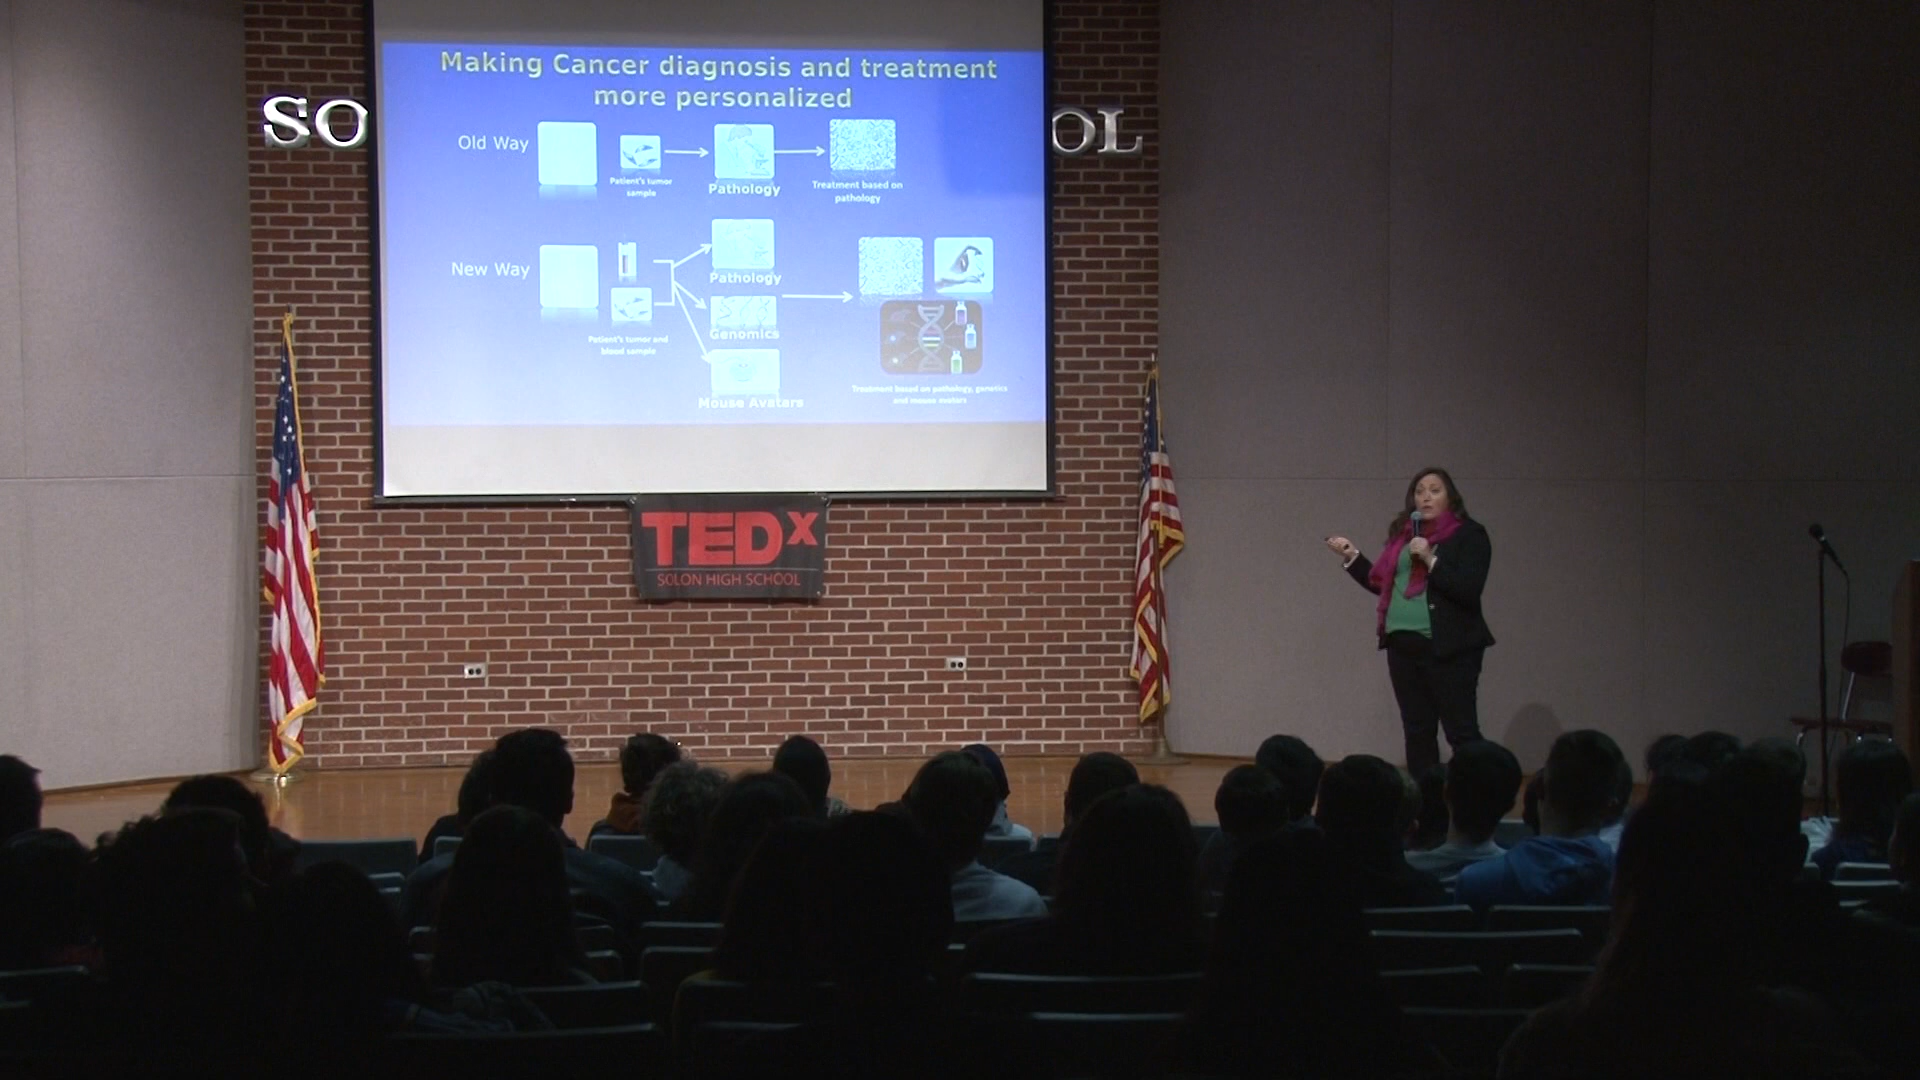 SO
OL
Making Cancer diagnosis and treatment
more personalized
Old Way
Patient's tumor
sample
Pathology
Treatment based on
pathology
New Way
Patient's tumor and
blood sample
Pathology
Genomics
Mouse Avatars
Treatment based on pathology, genetics
and mouse avatars
TEDx
SOLON HIGH SCHOOL